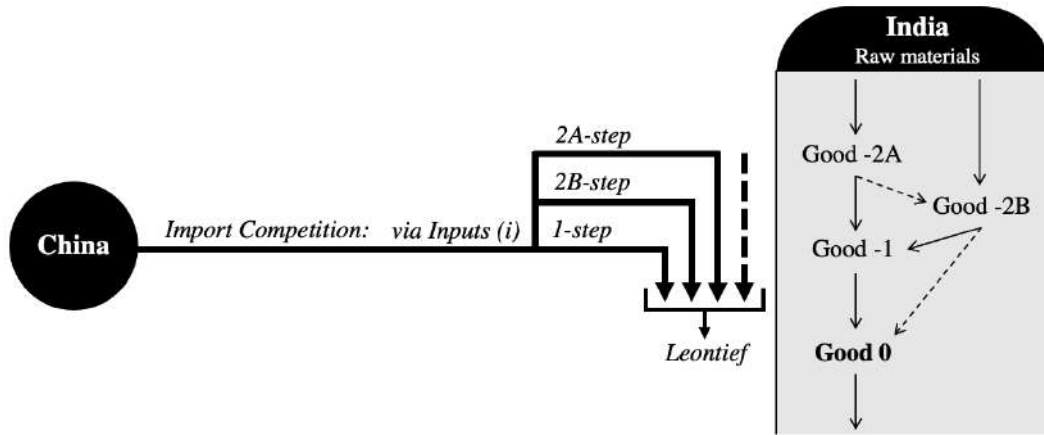 India
Raw materials
2A-step
Good -2A
2B-step
Good -2B
China
Import Competition: via Inputs (i)
1-step
Good -1
Leontief
Good 0